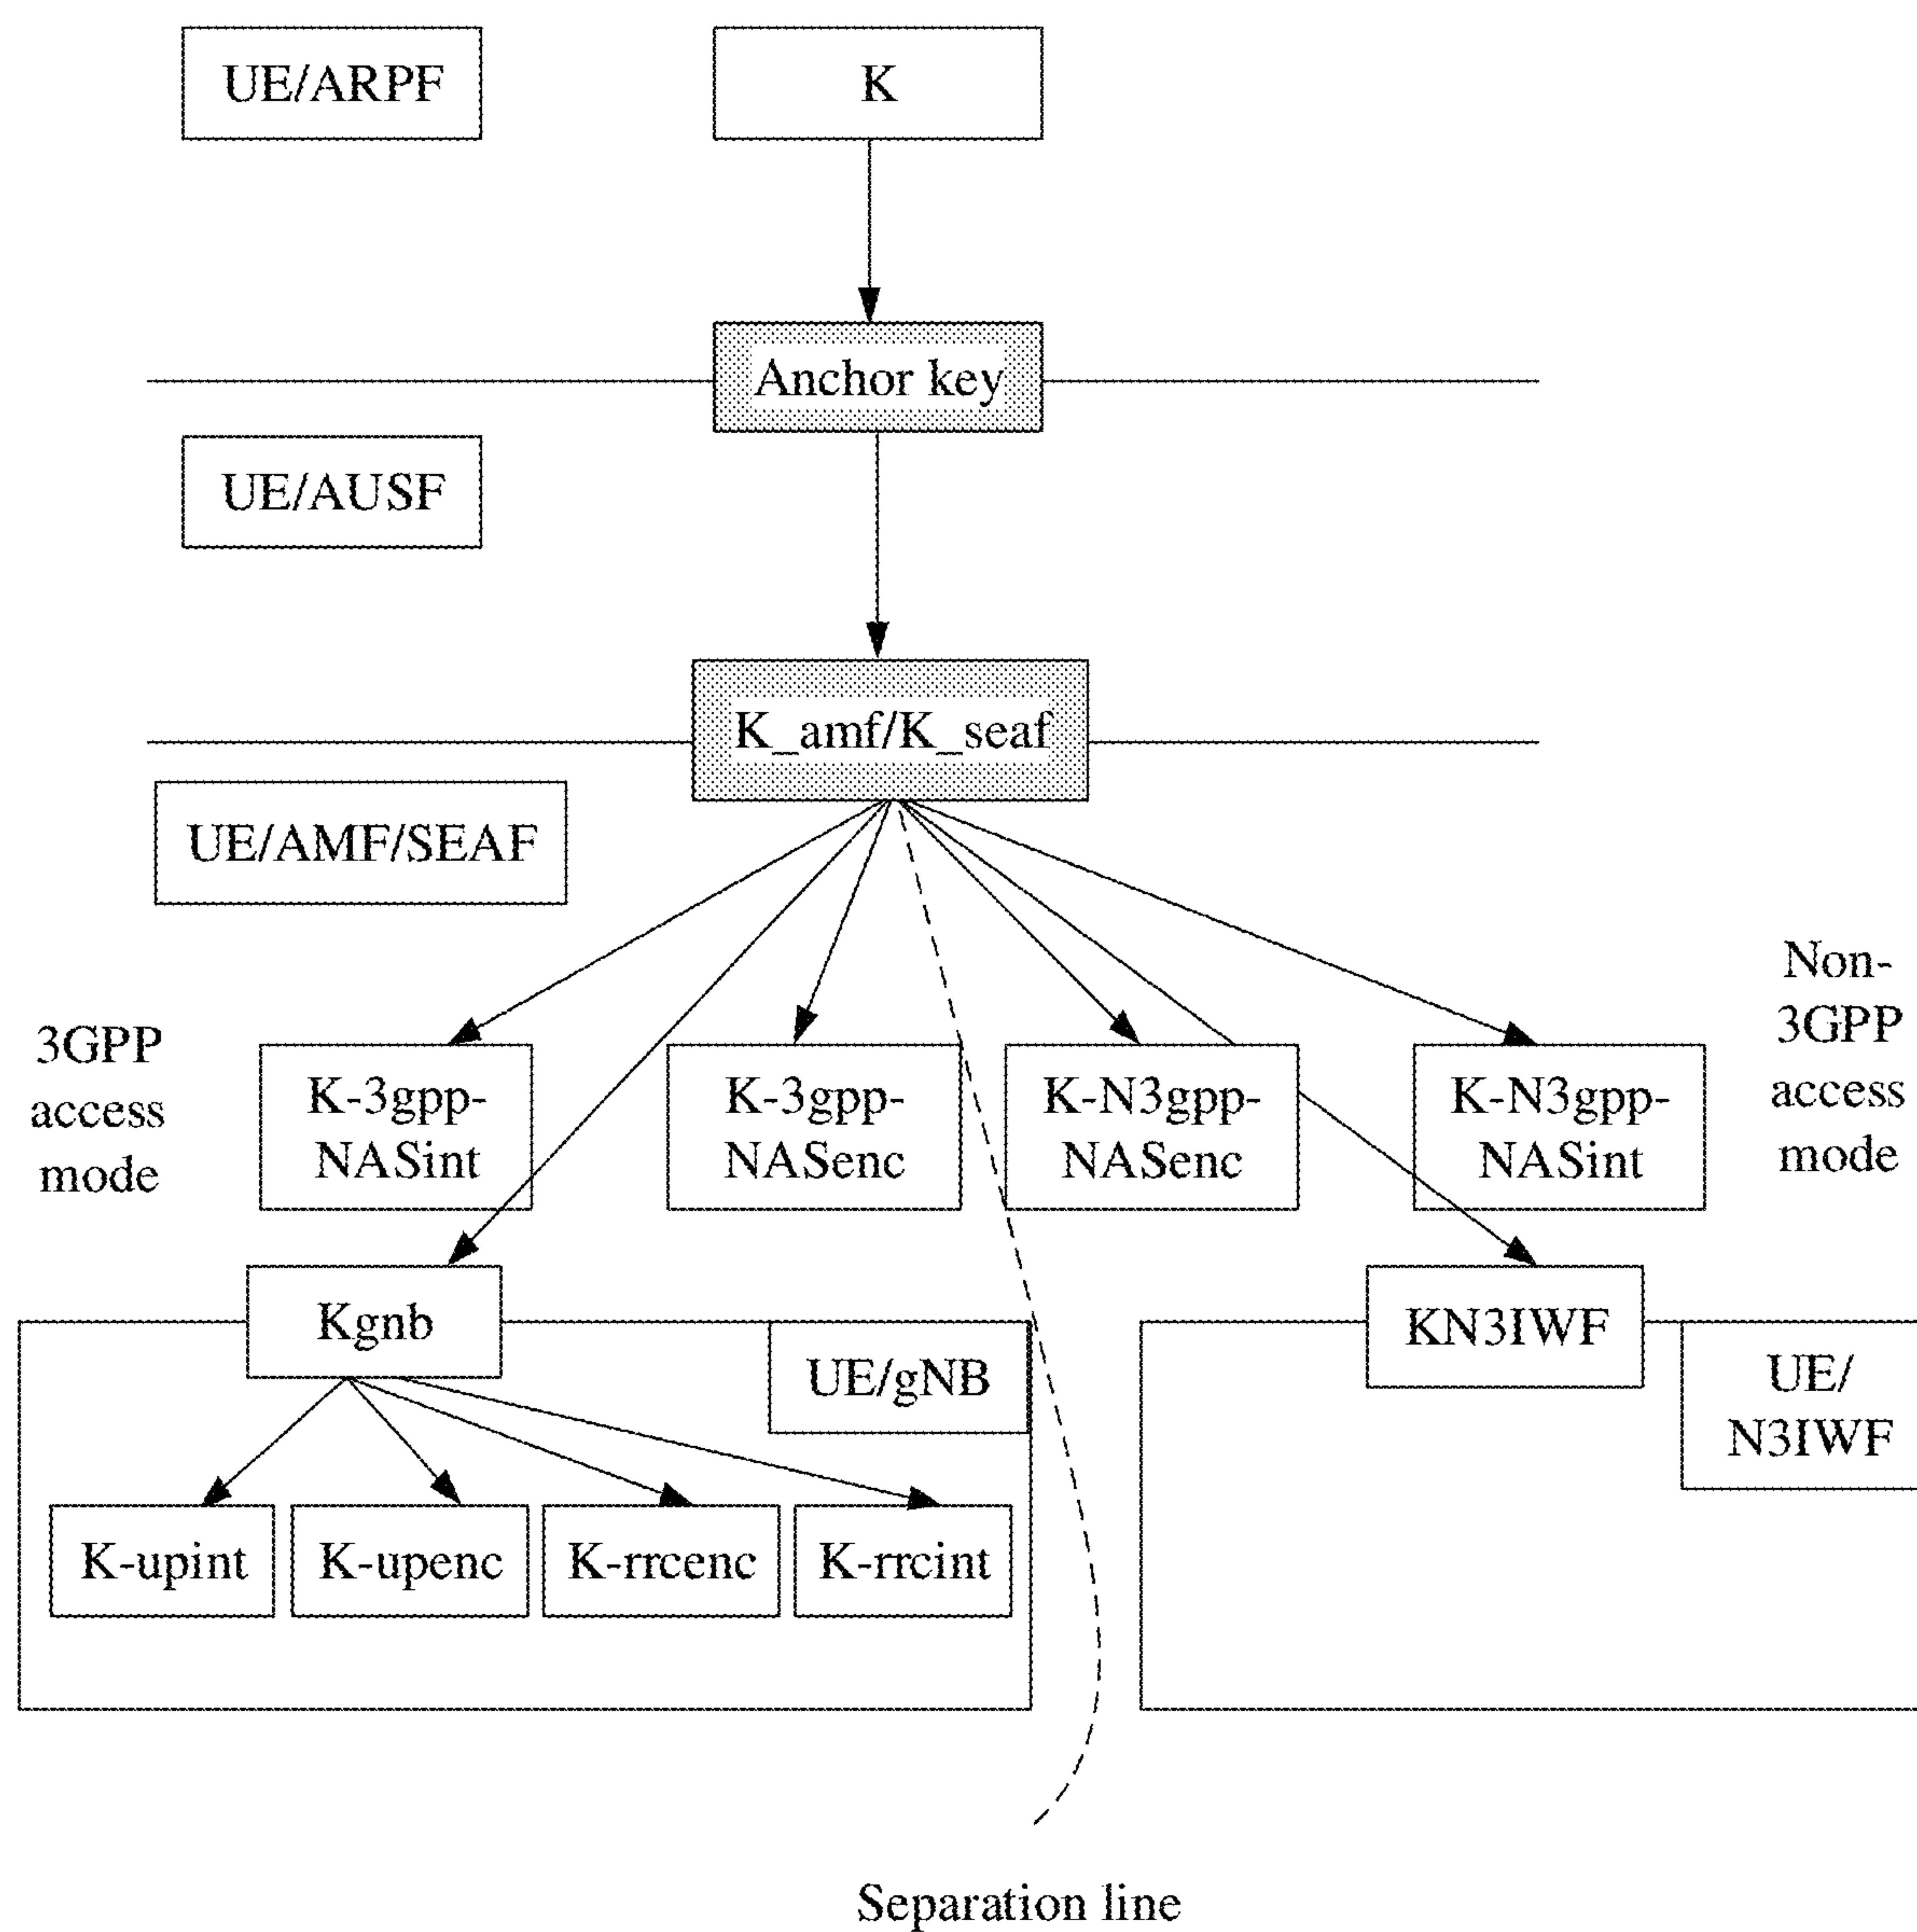 UE/ARPF
K
Anchor key
UE/AUSF
K_amf/K_seaf
UE/AMF/SEAF
3GPP
access
mode
Non-
3GPP
access
mode
K-3gpp-
NASint
K-3gpp-
NASenc
K-N3gpp-
NASenc
K-N3gpp-
NASint
Kgnb
UE/gNB
KN3IWF
UE/
N3IWF
K-upint
K-upenc
K-rrcenc
K-rrcint
Separation line